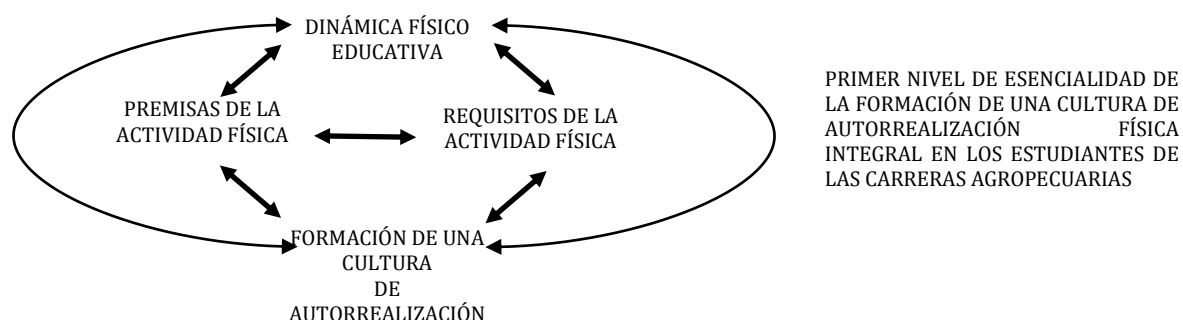 DINÁMICA FÍSICO
EDUCATIVA
PREMISAS DE LA
ACTIVIDAD FÍSICA
REQUISITOS DE LA
ACTIVIDAD FÍSICA
FORMACIÓN DE UNA
CULTURA
DE
AUTORREALIZACIÓN
PRIMER NIVEL DE ESENCIALIDAD DE
LA FORMACIÓN DE UNA CULTURA DE
AUTORREALIZACIÓN FÍSICA
INTEGRAL EN LOS ESTUDIANTES DE
LAS CARRERAS AGROPECUARIAS